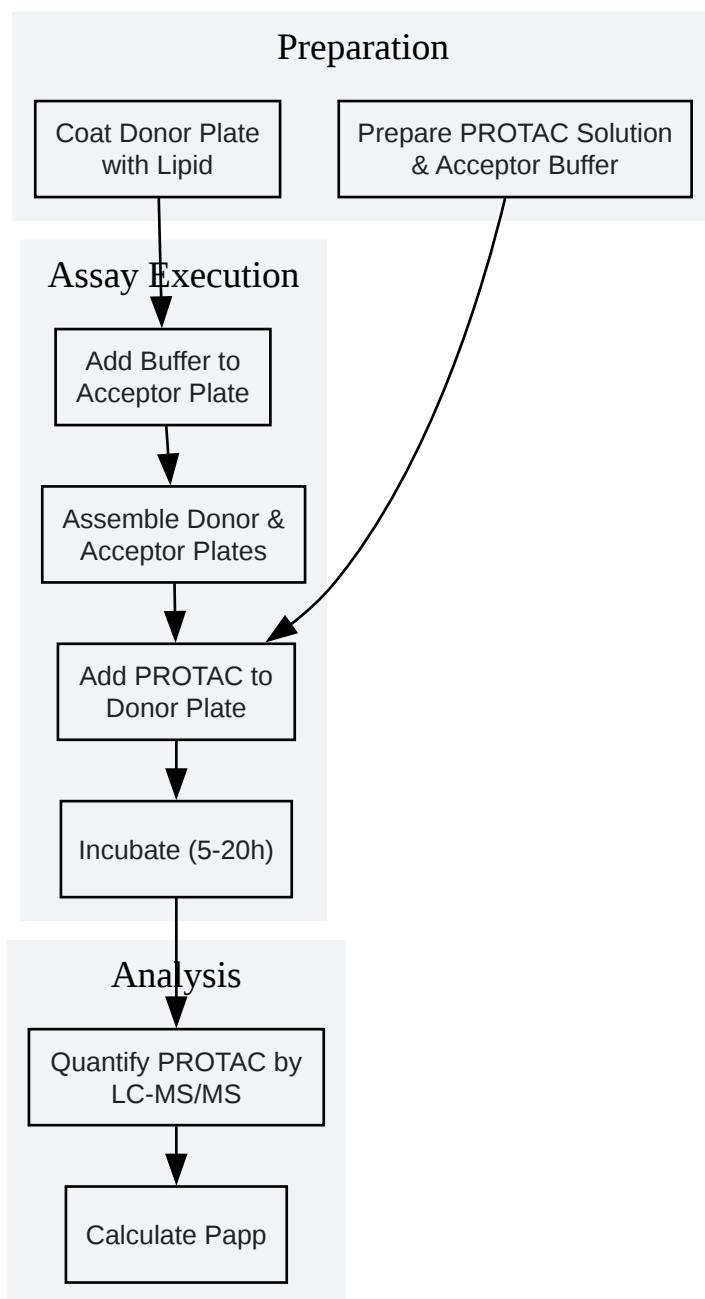 Preparation
Coat Donor Plate
with Lipid
Prepare PROTAC Solution
& Acceptor Buffer
Assay Execution
Add Buffer to
Acceptor Plate
Assemble Donor &
Acceptor Plates
Add PROTAC to
Donor Plate
Incubate (5-20h)
Analysis
Quantify PROTAC by
LC-MS/MS
Calculate Papp